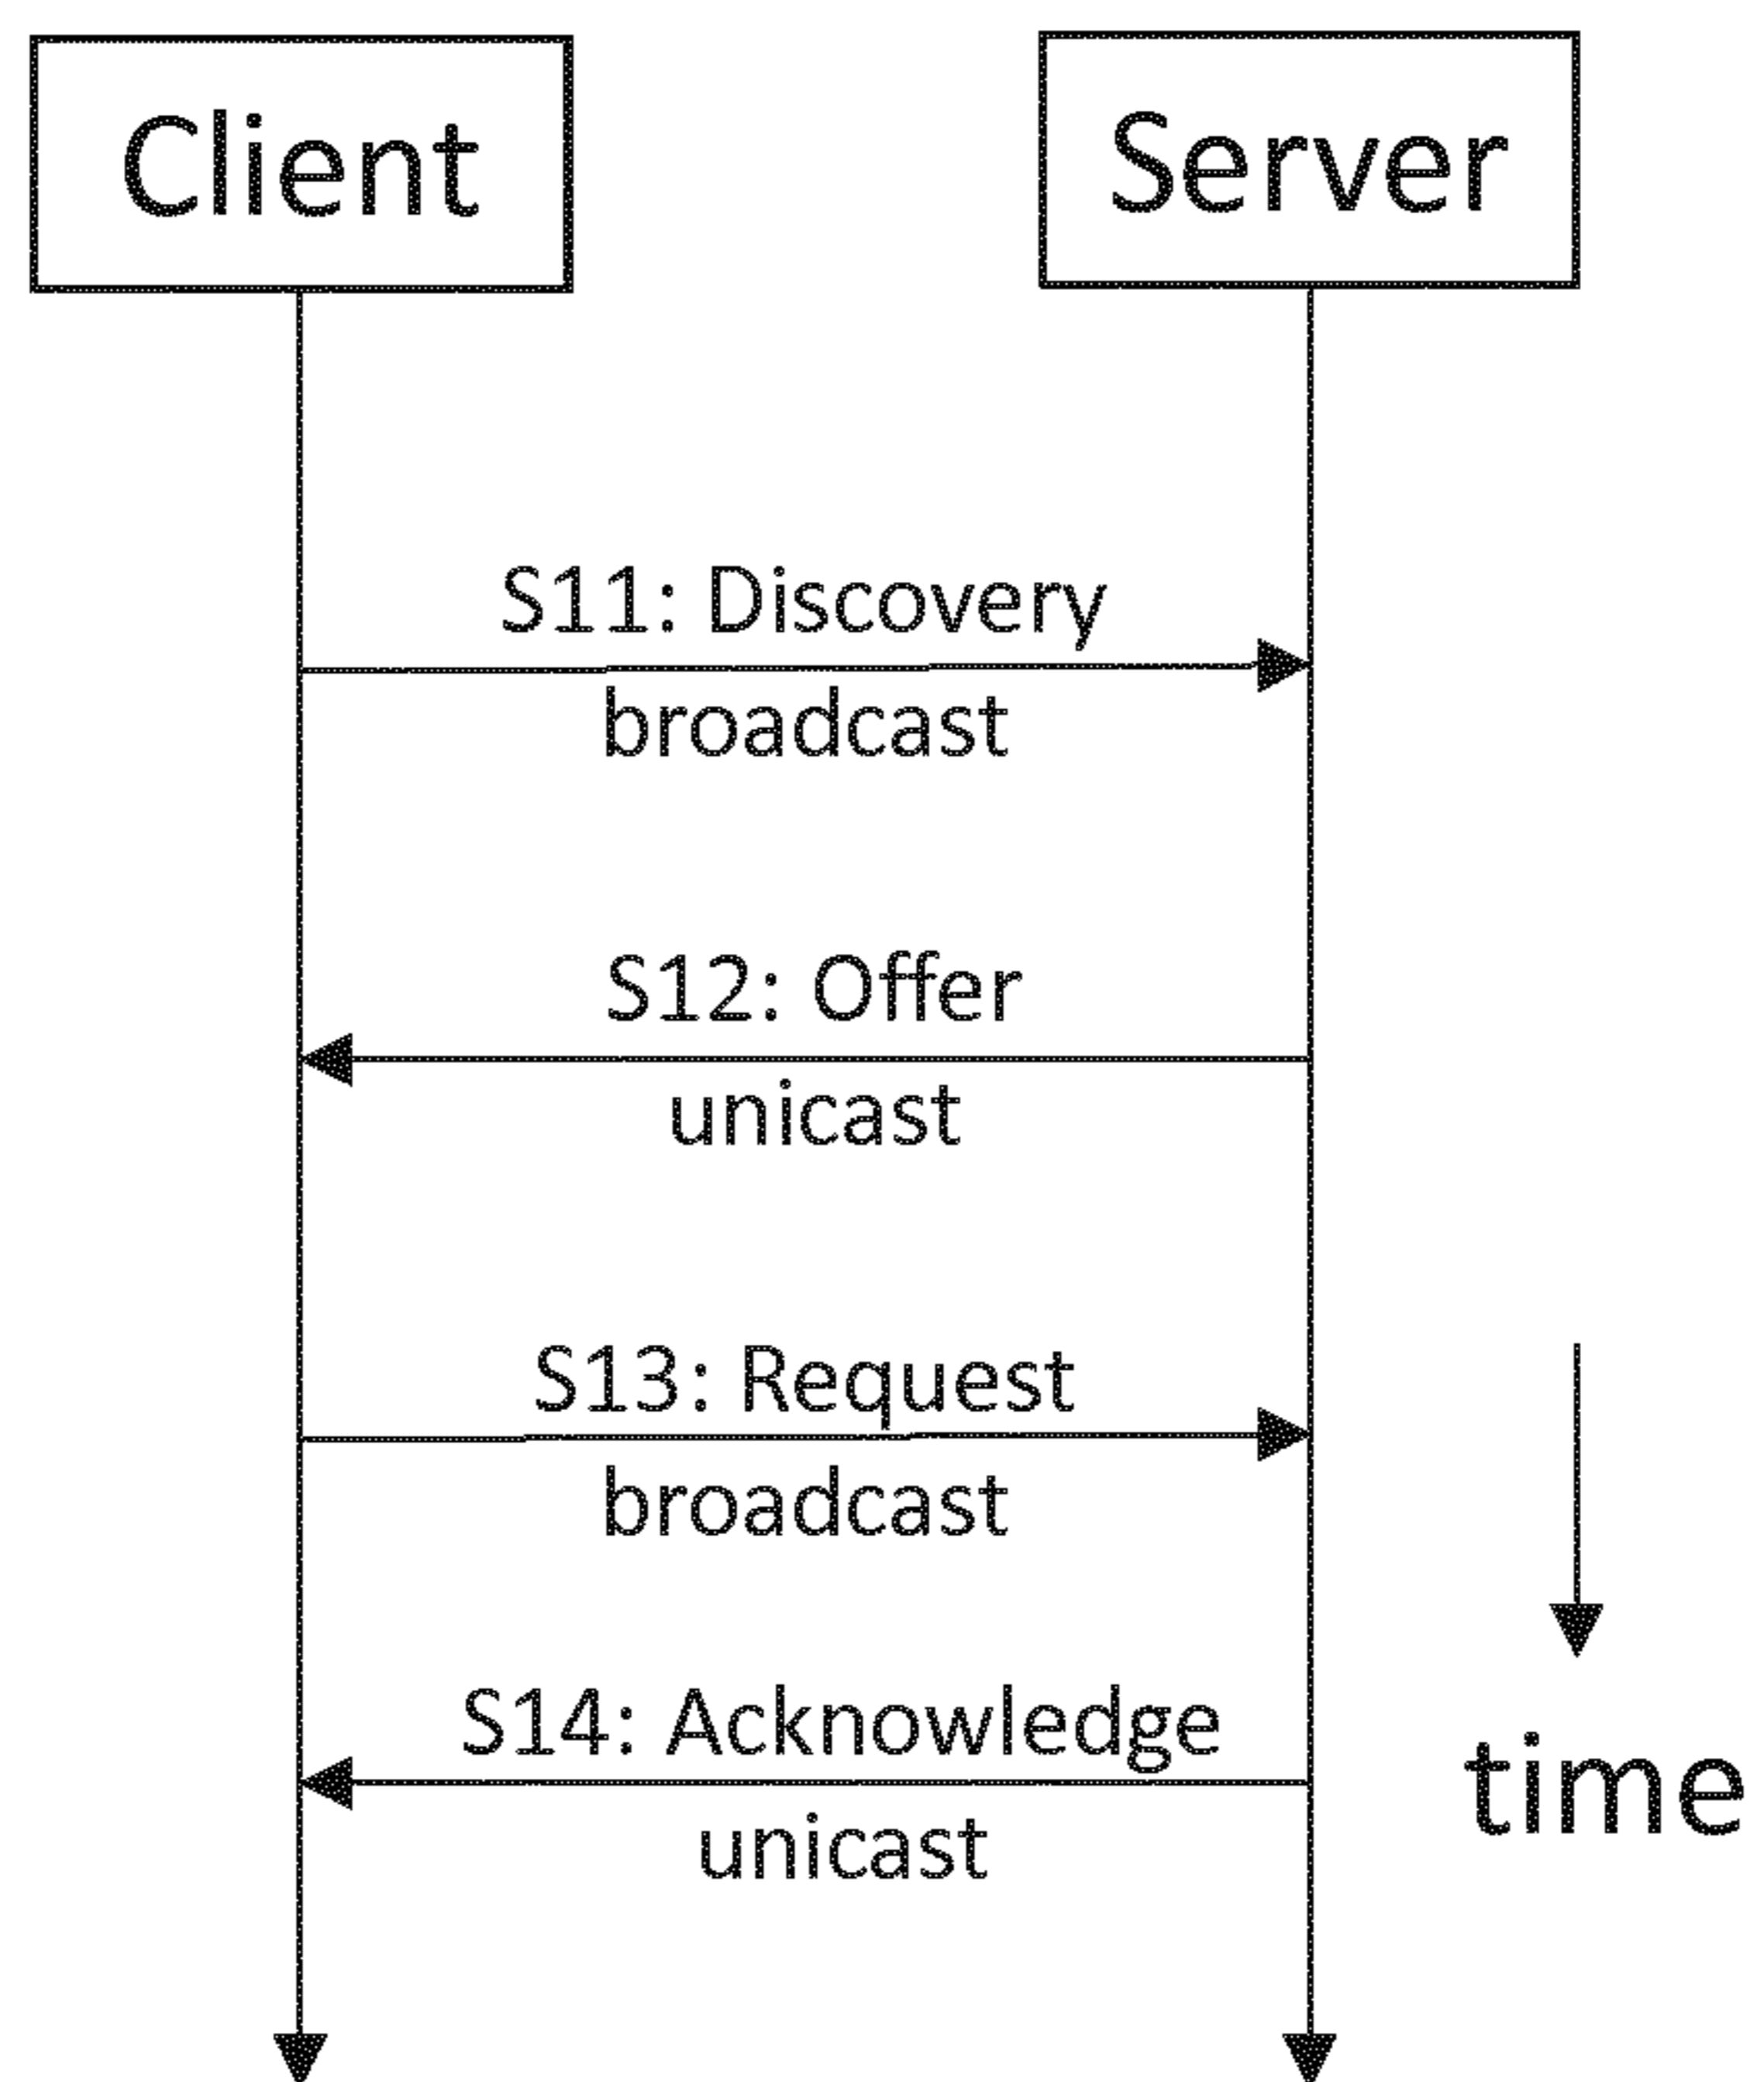 Client
Server
S11: Discovery
broadcast
S12: Offer
unicast
S13: Request
broadcast
S14: Acknowledge
unicast
time